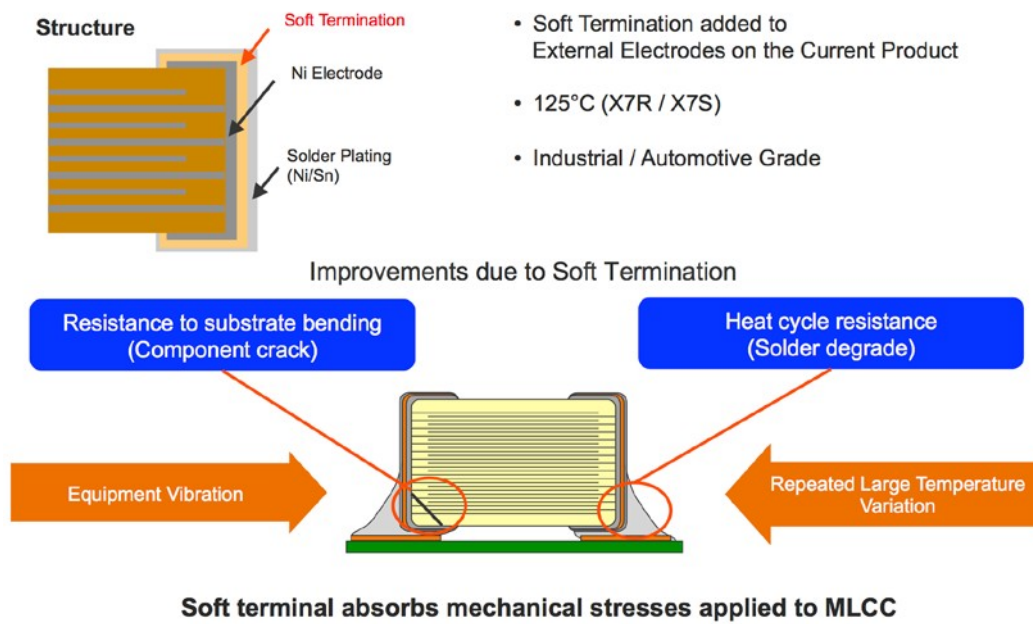 Structure
Soft Termination
Ni Electrode
Solder Plating
(Ni/Sn)
• Soft Termination added to
External Electrodes on the Current Product
• 125°C (X7R / X7S)
• Industrial / Automotive Grade
Improvements due to Soft Termination
Resistance to substrate bending
(Component crack)
Heat cycle resistance
(Solder degrade)
Equipment Vibration
Repeated Large Temperature
Variation
Soft terminal absorbs mechanical stresses applied to MLCC